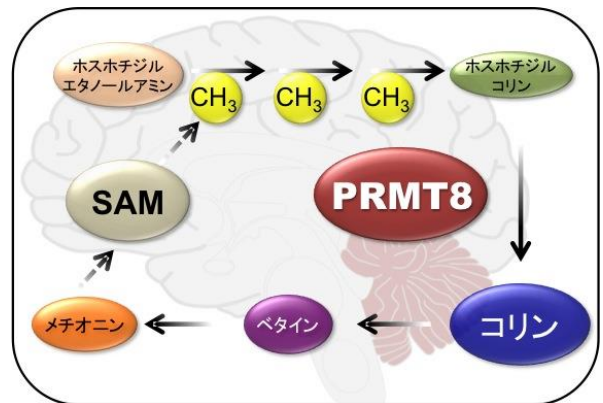 ホスホチジル
エタノールアミン
CH3
CH3
CH3
ホスホチジル
コリン
SAM
PRMT8
メチオニン
ベタイン
コリン